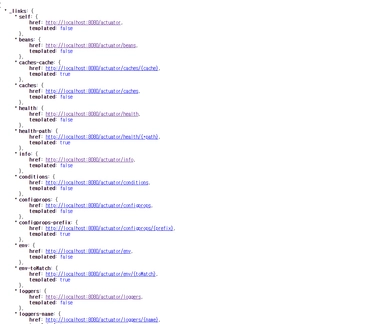 {
▾ _links: {
▾ self: {
href: http://localhost:8080/actuator,
templated: false
},
▾ beans: {
href: http://localhost:8080/actuator/beans,
templated: false
},
▾ caches-cache: {
href: http://localhost:8080/actuator/caches/{cache},
templated: true
},
▾ caches: {
href: http://localhost:8080/actuator/caches,
templated: false
},
▾ health: {
href: http://localhost:8080/actuator/health,
templated: false
},
▾ health-path: {
href: http://localhost:8080/actuator/health/{*path},
templated: true
},
▾ info: {
href: http://localhost:8080/actuator/info,
templated: false
},
▾ conditions: {
href: http://localhost:8080/actuator/conditions,
templated: false
},
▾ configprops: {
href: http://localhost:8080/actuator/configprops,
templated: false
},
▾ configprops-prefix: {
href: http://localhost:8080/actuator/configprops/{prefix},
templated: true
},
▾ env: {
href: http://localhost:8080/actuator/env,
templated: false
},
▾ env-toMatch: {
href: http://localhost:8080/actuator/env/{toMatch},
templated: true
},
▾ loggers: {
href: http://localhost:8080/actuator/loggers,
templated: false
},
▾ loggers-name: {
href: http://localhost:8080/actuator/loggers/{name},